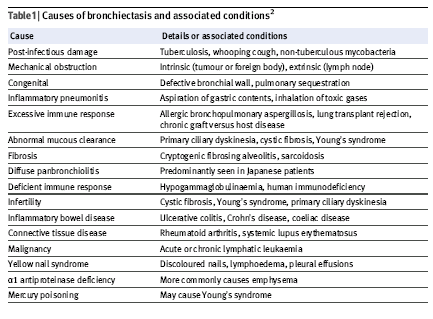 Table 1 | Causes of bronchiectasis and associated conditions2
Cause Details or associated conditions
Post-infectious damage Tuberculosis, whooping cough, non-tuberculous mycobacteria
Mechanical obstruction Intrinsic (tumour or foreign body), extrinsic (lymph node)
Congenital Defective bronchial wall, pulmonary sequestration
Inflammatory pneumonitis Aspiration of gastric contents, inhalation of toxic gases
Excessive immune response Allergic bronchopulmonary aspergillosis, lung transplant rejection,
chronic graft versus host disease
Abnormal mucous clearance Primary ciliary dyskinesia, cystic fibrosis, Young's syndrome
Fibrosis Cryptogenic fibrosing alveolitis, sarcoidosis
Diffuse panbronchiolitis Predominantly seen in Japanese patients
Deficient immune response Hypogammaglobulinaemia, human immunodeficiency
Infertility Cystic fibrosis, Young's syndrome, primary ciliary dyskinesia
Inflammatory bowel disease Ulcerative colitis, Crohn's disease, coeliac disease
Connective tissue disease Rheumatoid arthritis, systemic lupus erythematosus
Malignancy Acute or chronic lymphatic leukaemia
Yellow nail syndrome Discoloured nails, lymphoedema, pleural effusions
α1 antiproteinase deficiency More commonly causes emphysema
Mercury poisoning May cause Young's syndrome